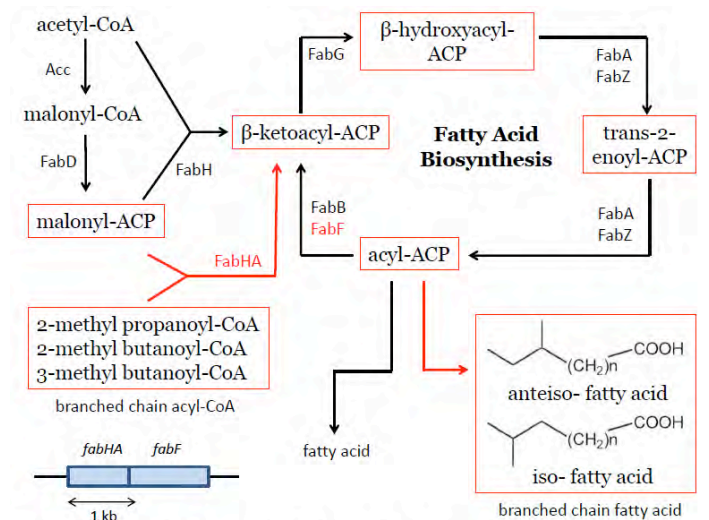 acetyl-CoA
Acc
malonyl-CoA
FabD
malonyl-ACP
FabH
β-ketoacyl-ACP
FabG
β-hydroxyacyl-
ACP
FabA
FabZ
Fatty Acid
Biosynthesis
trans-2-
enoyl-ACP
FabA
FabZ
acyl-ACP
FabB
FabF
FabHA
2-methyl propanoyl-CoA
2-methyl butanoyl-CoA
3-methyl butanoyl-CoA
branched chain acyl-CoA
fatty acid
(CH₂)n
COOH
anteiso- fatty acid
(CH₂)n
COOH
iso- fatty acid
branched chain fatty acid
fabHA
fabF
1 kb